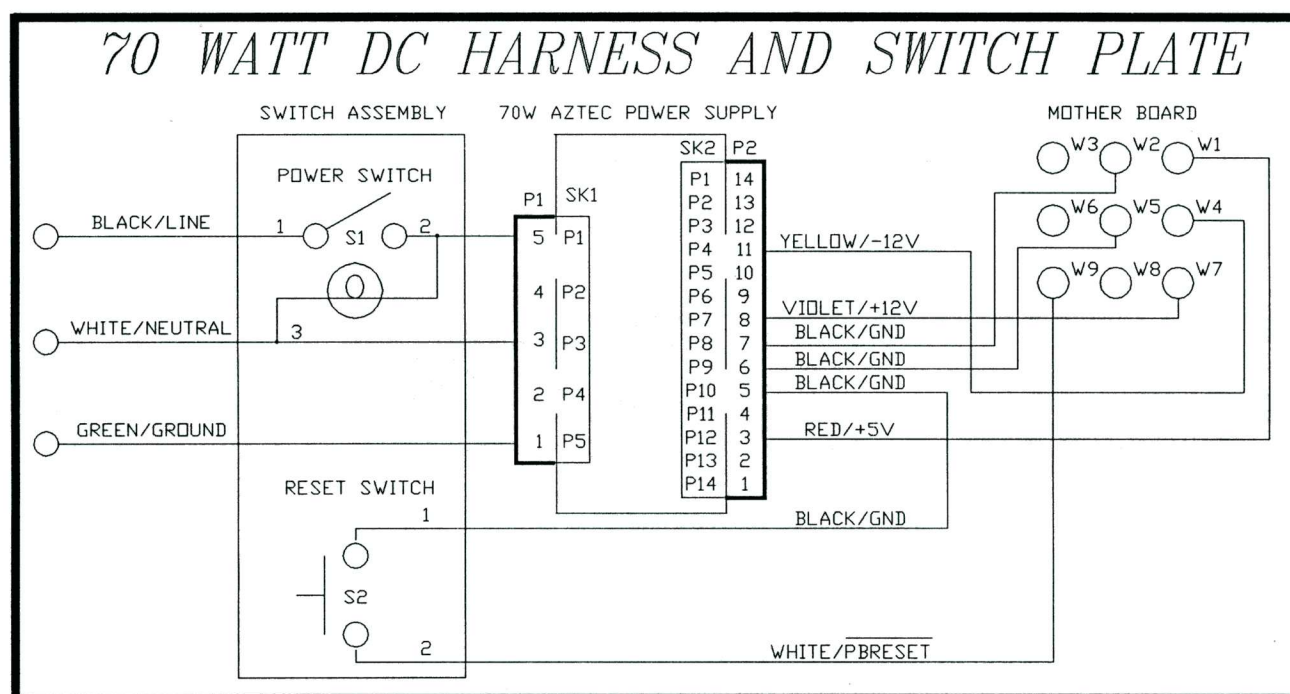 70 WATT DC HARNESS AND SWITCH PLATE
SWITCH ASSEMBLY
70W AZTEC POWER SUPPLY
MOTHER BOARD
POWER SWITCH
BLACK/LINE
1
S1
2
WHITE/NEUTRAL
3
GREEN/GROUND
RESET SWITCH
1
S2
2
P1 SK1
5 P1
4 P2
3 P3
2 P4
1 P5
SK2 P2
P1 14
P2 13
P3 12
P4 11
P5 10
P6 9
P7 8
P8 7
P9 6
P10 5
P11 4
P12 3
P13 2
P14 1
YELLOW/-12V
VIOLET/+12V
BLACK/GND
BLACK/GND
BLACK/GND
RED/+5V
BLACK/GND
WHITE/PBRESET
W3 W2 W1
W6 W5 W4
W9 W8 W7